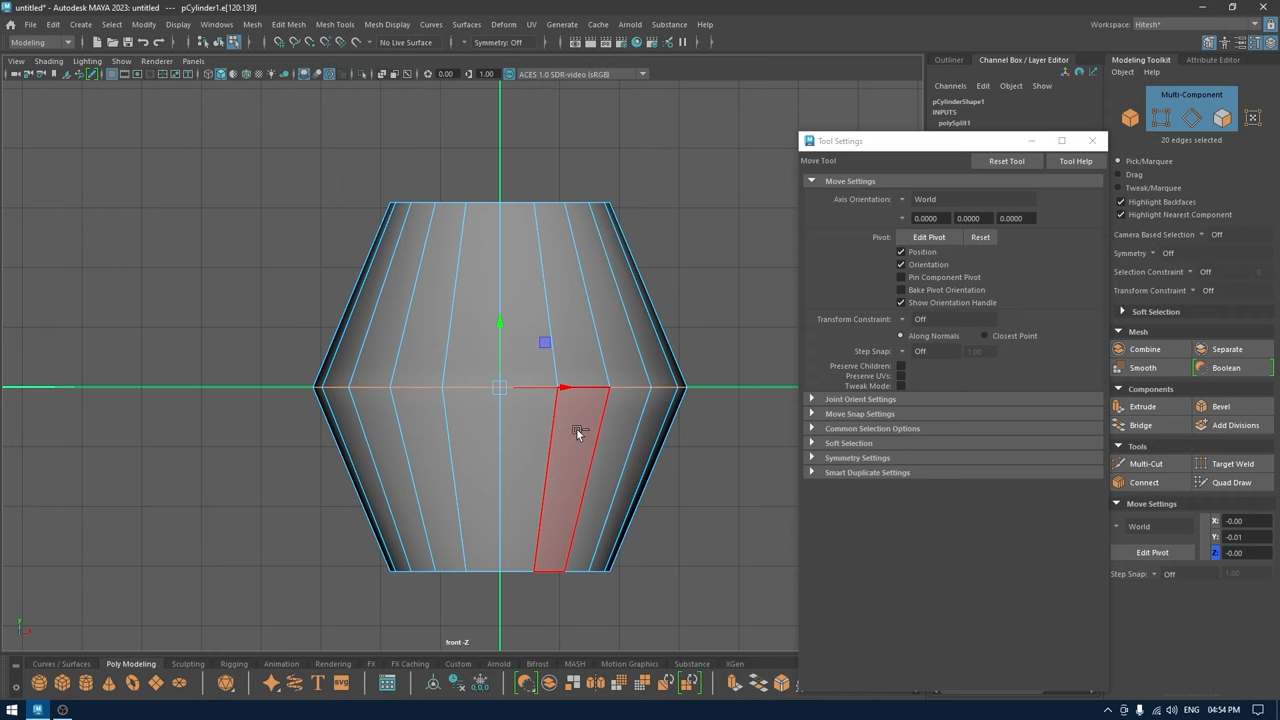 untitled* - Autodesk MAYA 2023: untitled --- pCylinder1.e[120:139]
File Edit Create Select Modify Display Windows Mesh Edit Mesh Mesh Tools Mesh Display Curves Surfaces Deform UV Generate Cache Arnold Substance Help
Workspace: Hitesh*
Modeling No Live Surface Symmetry: Off
View Shading Lighting Show Renderer Panels
0.00 1.00 ACES 1.0 SDR-video (sRGB)
Outliner Channel Box / Layer Editor Modeling Toolkit Attribute Editor
Channels Edit Object Show
Object Help
pCylinderShape1
INPUTS
polySplit1
Multi-Component
20 edges selected
Pick/Marquee
Drag
Tweak/Marquee
Highlight Backfaces
Highlight Nearest Component
Camera Based Selection Off
Symmetry Off
Selection Constraint Off 0
Transform Constraint Off
Soft Selection
Mesh
Combine Separate
Smooth Boolean
Components
Extrude Bevel
Bridge Add Divisions
Tools
Multi-Cut Target Weld
Connect Quad Draw
Move Settings
World
X: -0.00
Y: -0.01
Z: -0.00
Edit Pivot
Step Snap: Off 1.00
Tool Settings
Move Tool Reset Tool Tool Help
Move Settings
Axis Orientation: World
0.0000 0.0000 0.0000
Pivot: Edit Pivot Reset
Position
Orientation
Pin Component Pivot
Bake Pivot Orientation
Show Orientation Handle
Transform Constraint: Off
Along Normals Closest Point
Step Snap: Off 1.00
Preserve Children:
Preserve UVs:
Tweak Mode:
Joint Orient Settings
Move Snap Settings
Common Selection Options
Soft Selection
Symmetry Settings
Smart Duplicate Settings
y
front -Z
Curves / Surfaces Poly Modeling Sculpting Rigging Animation Rendering FX FX Caching Custom Arnold Bifrost MASH Motion Graphics Substance XGen
T SVG
ENG 04:54 PM